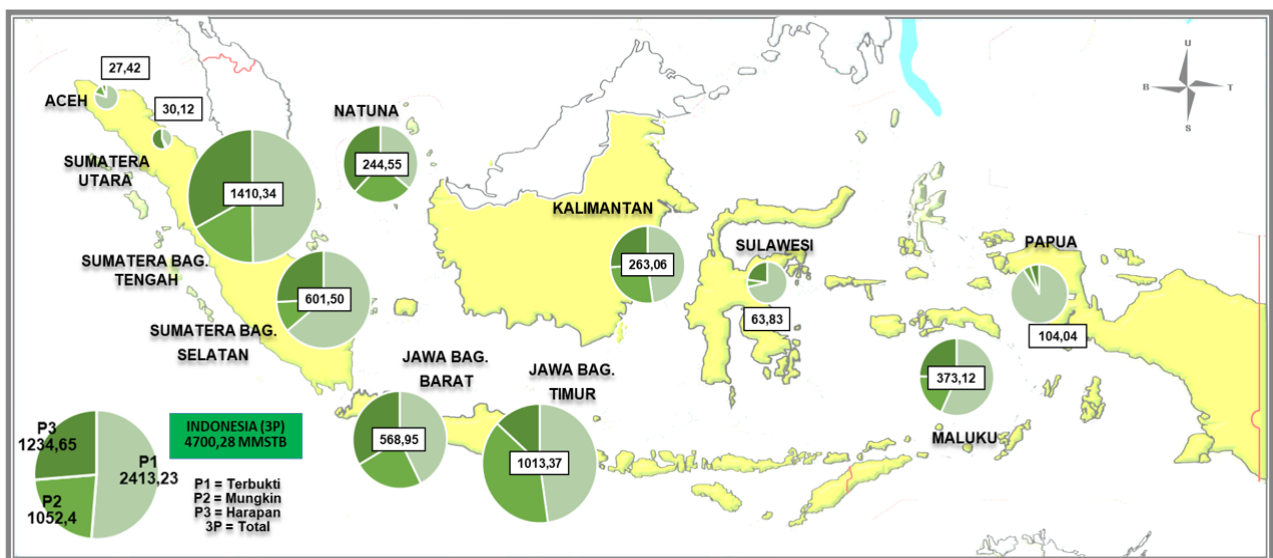 27,42
ACEH
30,12
SUMATERA
UTARA
1410,34
SUMATERA BAG.
TENGAH
601,50
SUMATERA BAG.
SELATAN
NATUNA
244,55
KALIMANTAN
263,06
SULAWESI
63,83
PAPUA
104,04
373,12
MALUKU
JAWA BAG.
BARAT
568,95
JAWA BAG.
TIMUR
1013,37
U
B
T
S
P3
1234,65
P1
2413,23
P2
1052,4
INDONESIA (3P)
4700,28 MMSTB
P1 = Terbukti
P2 = Mungkin
P3 = Harapan
3P = Total